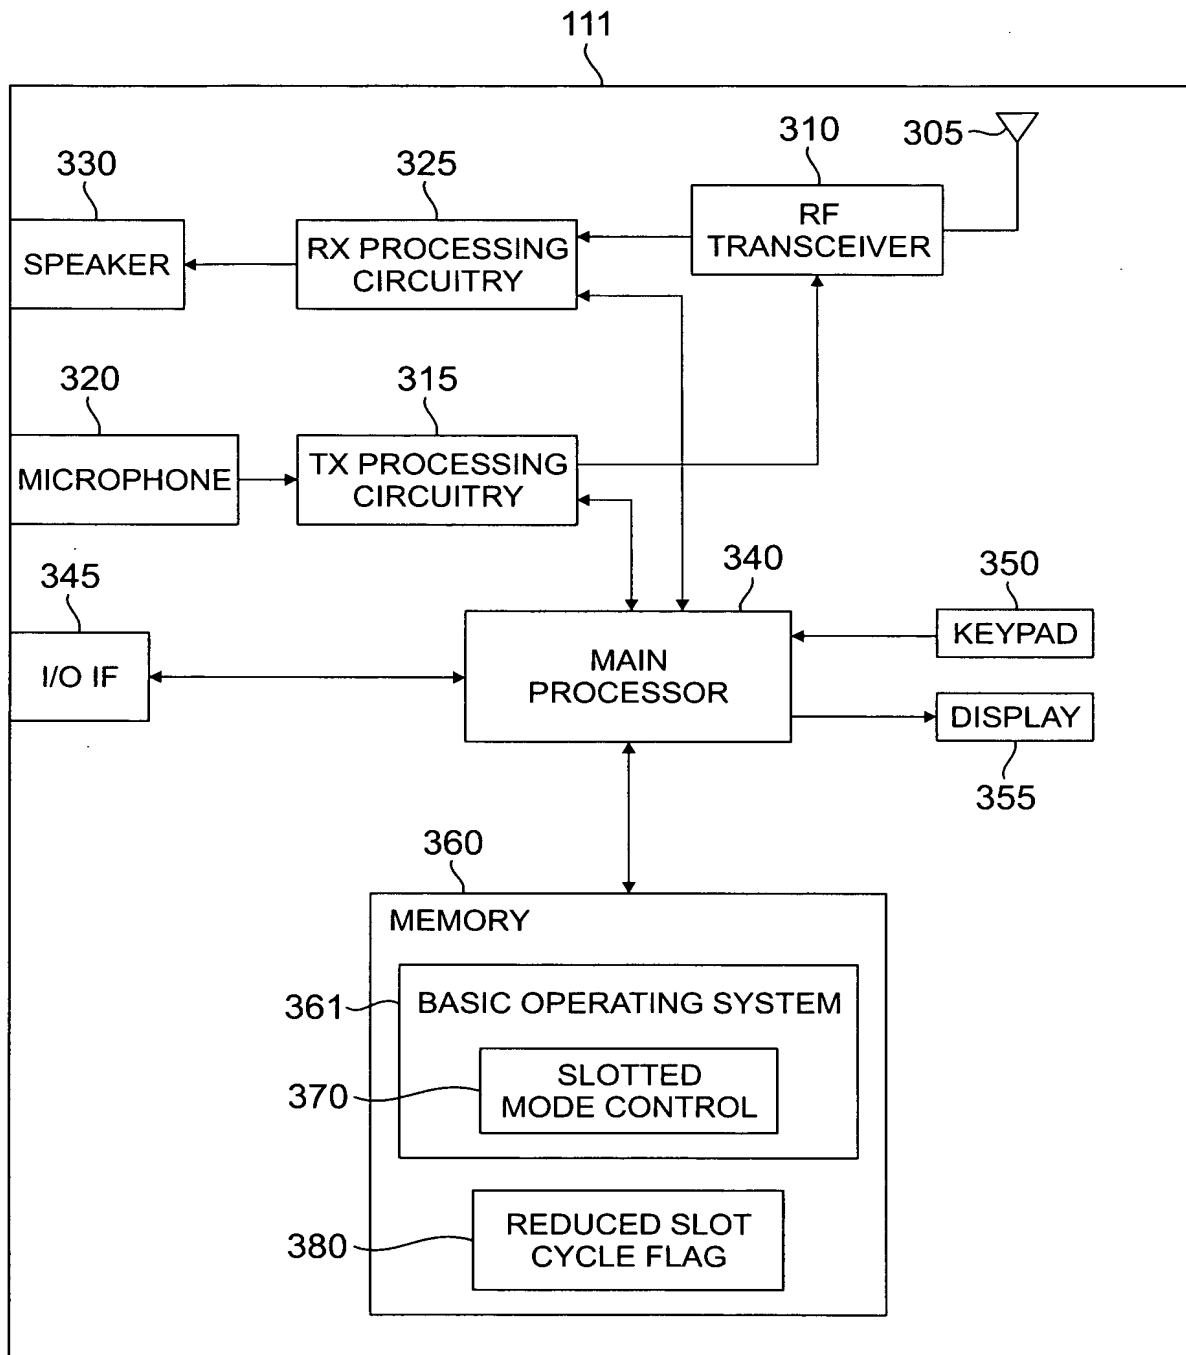 111
305
310
325
330
RF
TRANSCEIVER
RX PROCESSING
CIRCUITRY
SPEAKER
320
315
MICROPHONE
TX PROCESSING
CIRCUITRY
345
340
350
KEYPAD
I/O IF
MAIN
PROCESSOR
DISPLAY
355
360
MEMORY
361
BASIC OPERATING SYSTEM
370
SLOTTED
MODE CONTROL
380
REDUCED SLOT
CYCLE FLAG